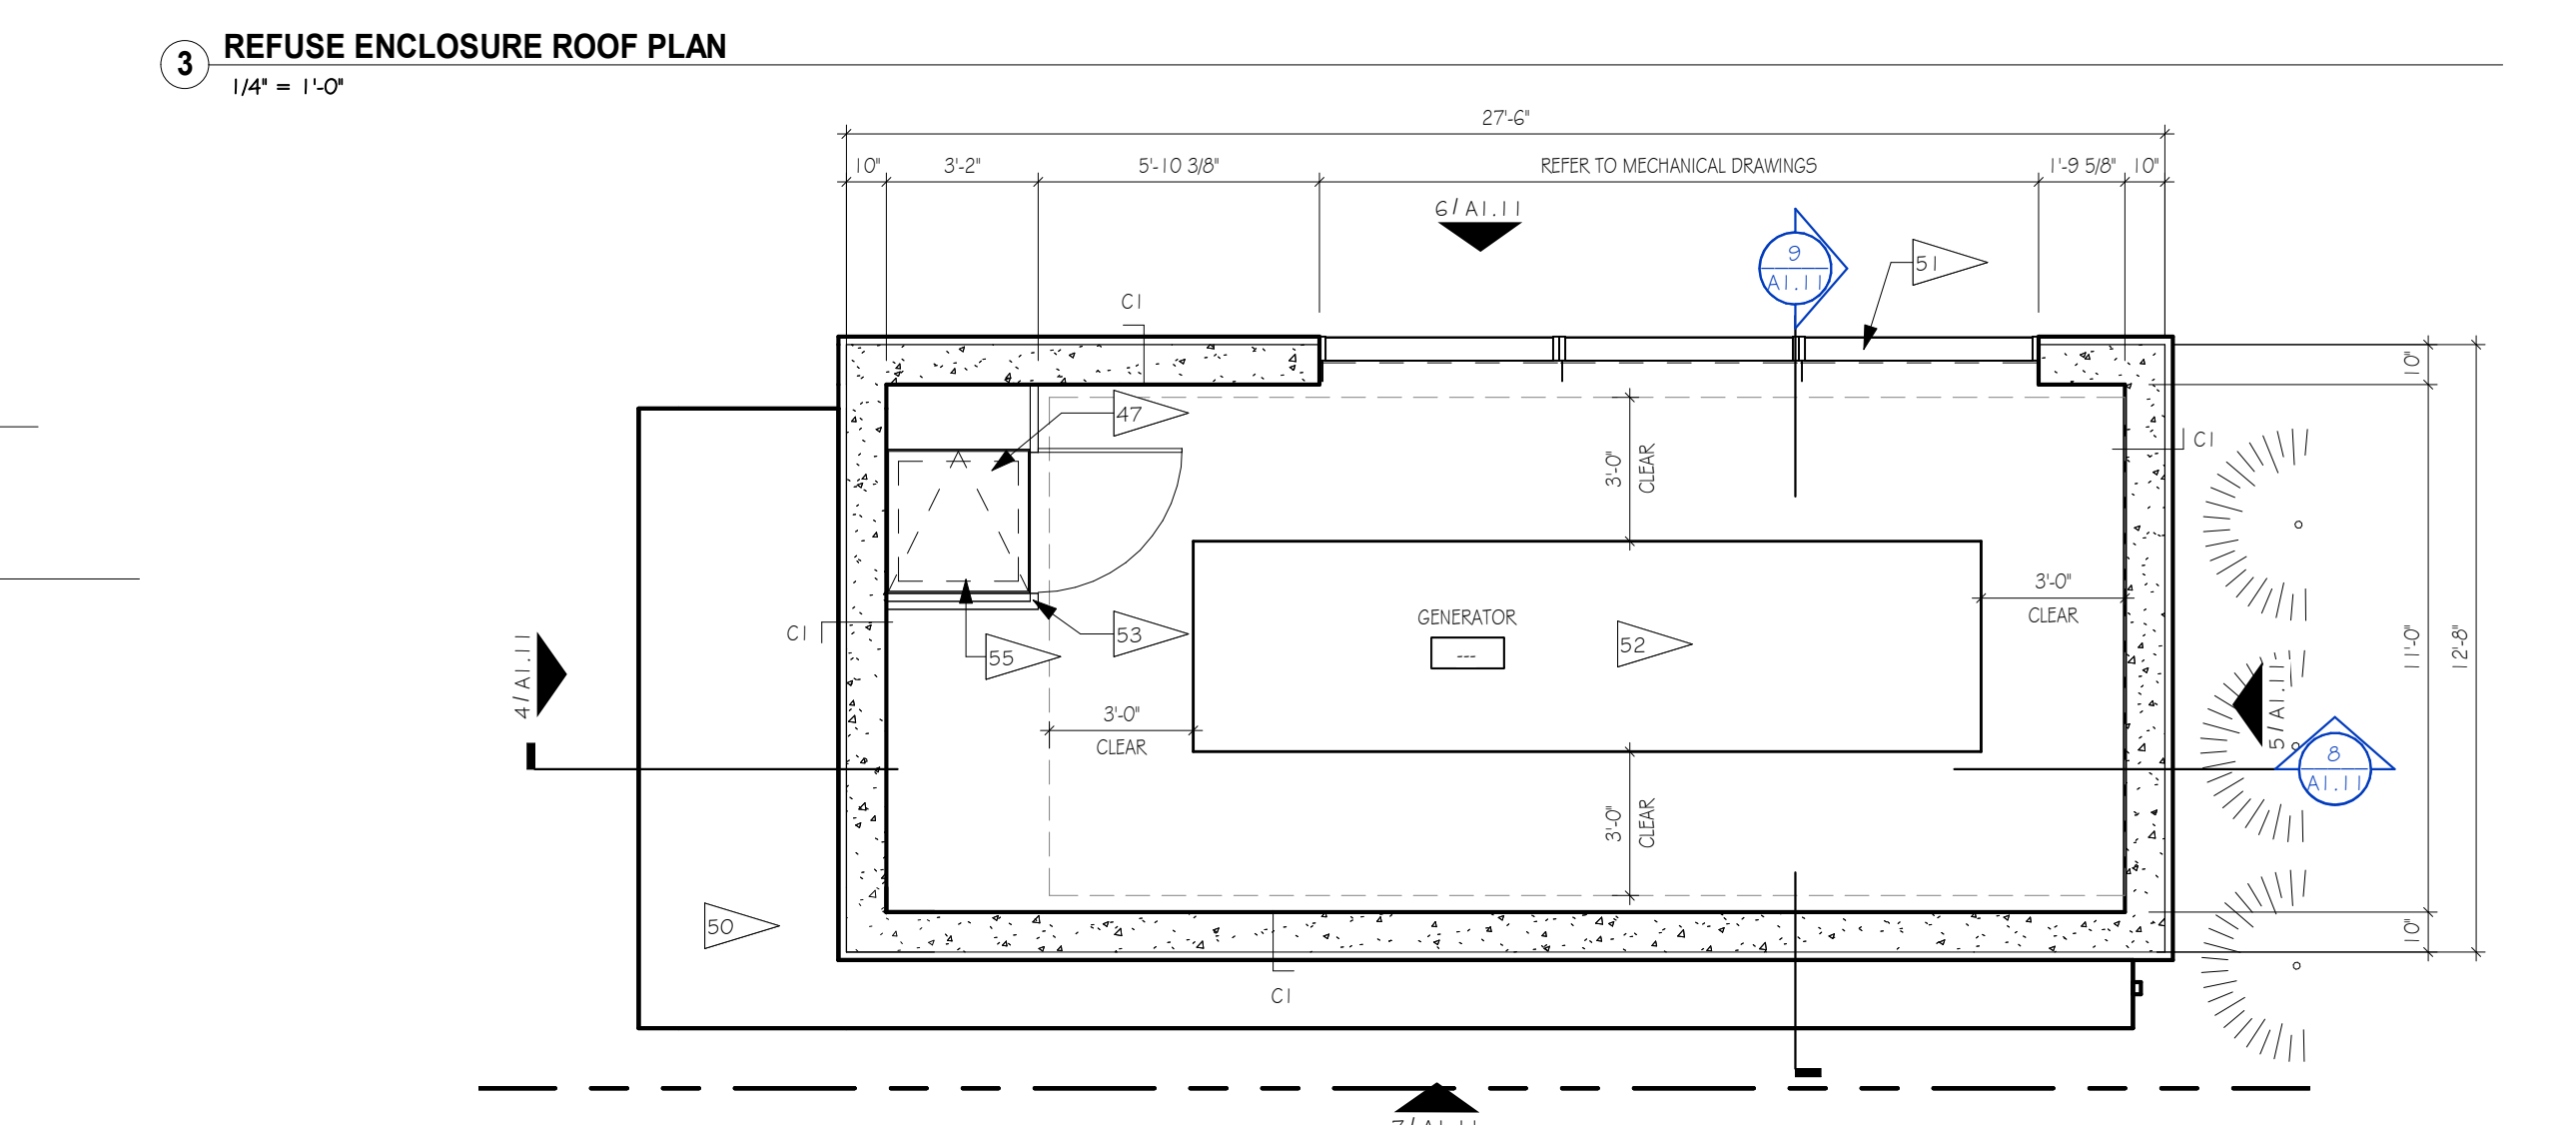 3 REFUSE ENCLOSURE ROOF PLAN
1/4" = 1'-0"
27'-6"
10" 3'-2" 5'-10 3/8" REFER TO MECHANICAL DRAWINGS 1'-9 5/8" 10"
6/A1.11
9
A1.11
51
C1
10"
47
C1
3'-0"
CLEAR
3'-0"
CLEAR
GENERATOR
---
52
53
55
C1
4/A1.11
11'-0"
12'-8"
5/A1.11
3'-0"
CLEAR
8
A1.11
3'-0"
CLEAR
50
10"
C1